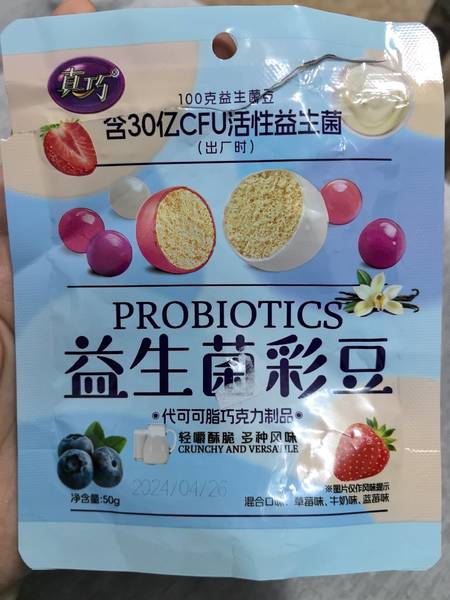 真巧®
100克益生菌豆
含30亿CFU活性益生菌
(出厂时)
PROBIOTICS
益生菌彩豆
•代可可脂巧克力制品•
轻嚼酥脆 多种风味
CRUNCHY AND VERSATILE
※图片仅作风味提示
净含量:50g
2024/04/26
混合口味: 草莓味、牛奶味、蓝莓味